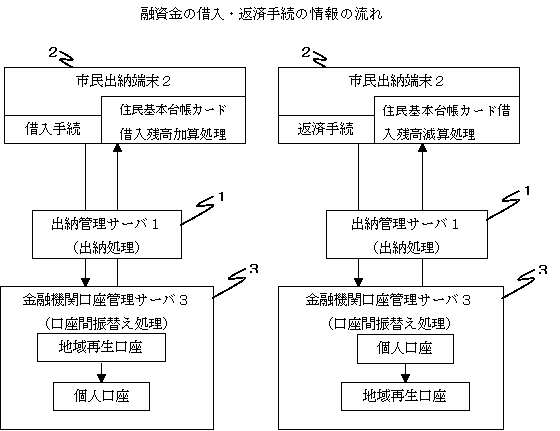 融資金の借入・返済手続の情報の流れ
2
市民出納端末2
借入手続
住民基本台帳カード
借入残高加算処理
1
出納管理サーバ1
(出納処理)
3
金融機関口座管理サーバ3
(口座間振替え処理)
地域再生口座
個人口座
2
市民出納端末2
返済手続
住民基本台帳カード借
入残高減算処理
1
出納管理サーバ1
(出納処理)
3
金融機関口座管理サーバ3
(口座間振替え処理)
個人口座
地域再生口座